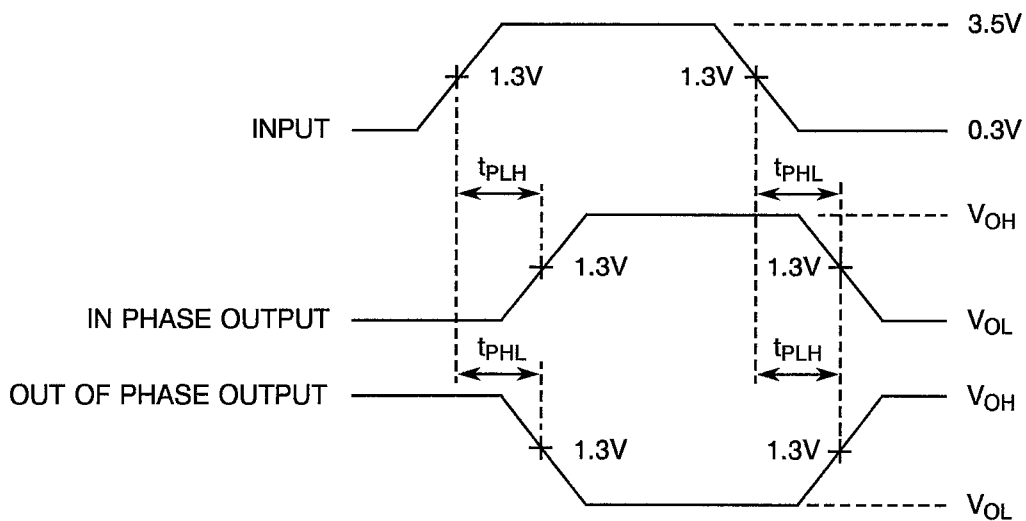 3.5V
1.3V 1.3V
INPUT 0.3V
tPLH tPHL
VOH
1.3V 1.3V
IN PHASE OUTPUT VOL
tPHL tPLH
OUT OF PHASE OUTPUT VOH
1.3V 1.3V
VOL